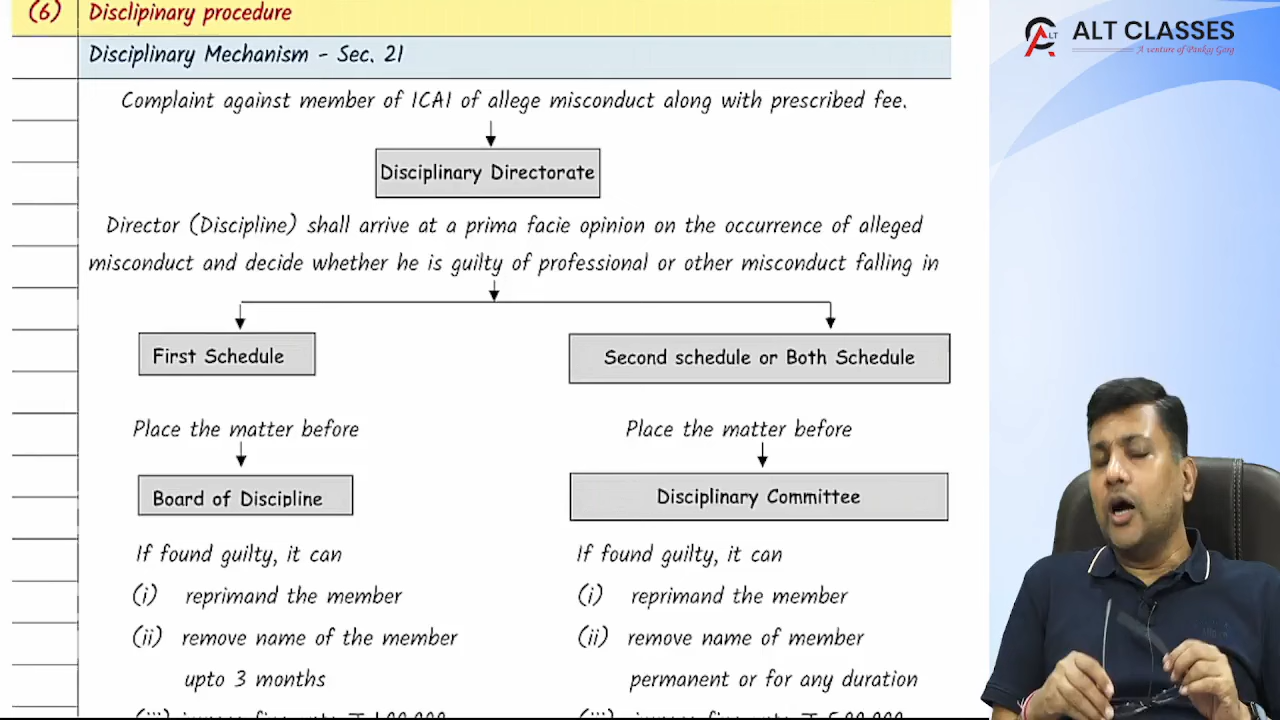 (6) Disclipinary procedure
Disciplinary Mechanism - Sec. 21
Complaint against member of ICAI of allege misconduct along with prescribed fee.
Disciplinary Directorate
Director (Discipline) shall arrive at a prima facie opinion on the occurrence of alleged
misconduct and decide whether he is guilty of professional or other misconduct falling in
First Schedule
Second schedule or Both Schedule
Place the matter before
Place the matter before
Board of Discipline
Disciplinary Committee
If found guilty, it can
(i) reprimand the member
(ii) remove name of the member
upto 3 months
If found guilty, it can
(i) reprimand the member
(ii) remove name of member
permanent or for any duration
ALT
ALT CLASSES
A venture of Pankaj Garg